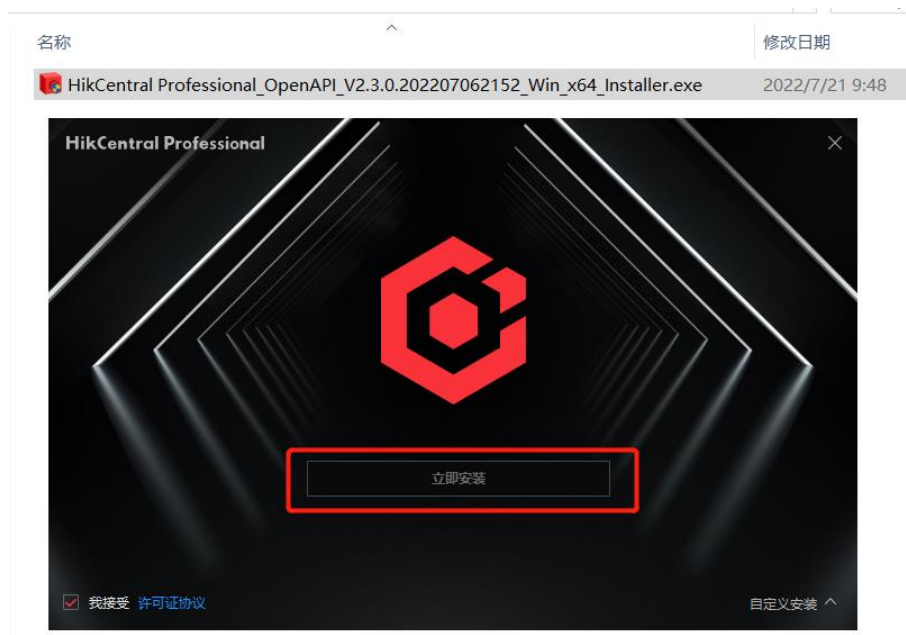 名称 修改日期
HikCentral Professional_OpenAPI_V2.3.0.202207062152_Win_x64_Installer.exe 2022/7/21 9:48
HikCentral Professional
立即安装
我接受 许可证协议 自定义安装